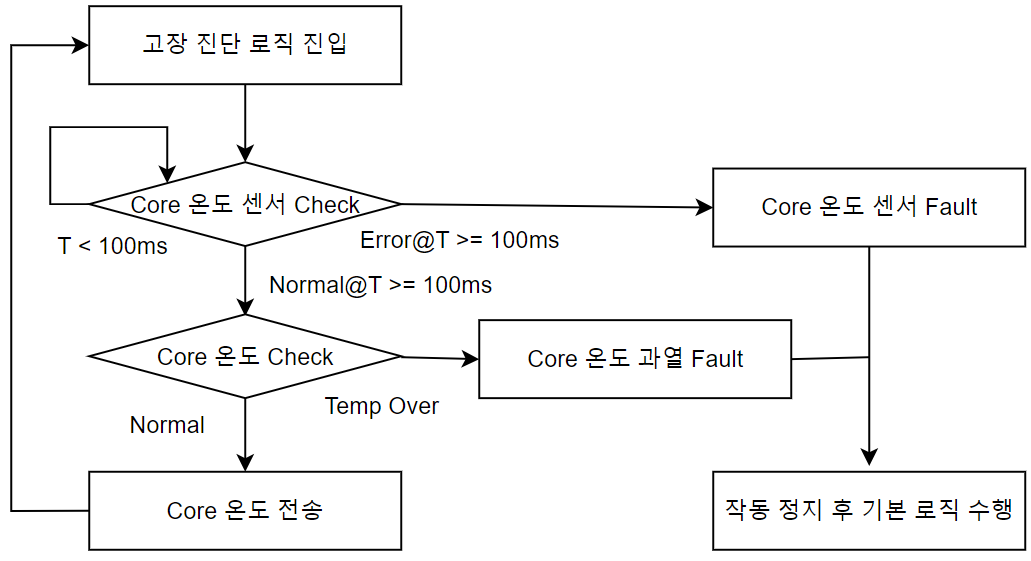 고장 진단 로직 진입
Core 온도 센서 Check
Core 온도 센서 Fault
T < 100ms
Error@T >= 100ms
Normal@T >= 100ms
Core 온도 Check
Core 온도 과열 Fault
Temp Over
Normal
Core 온도 전송
작동 정지 후 기본 로직 수행